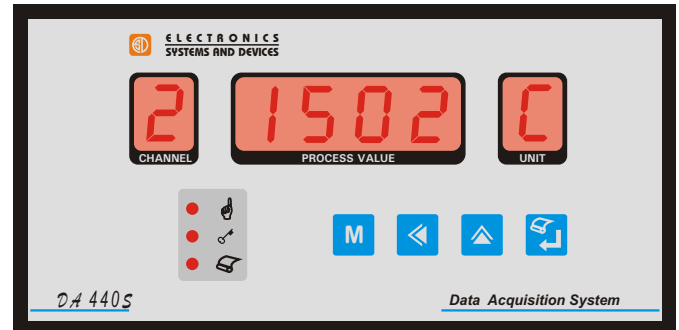 ELECTRONICS
SYSTEMS AND DEVICES
2 1502 C
CHANNEL PROCESS VALUE UNIT
M
DA 440S
Data Acquisition System